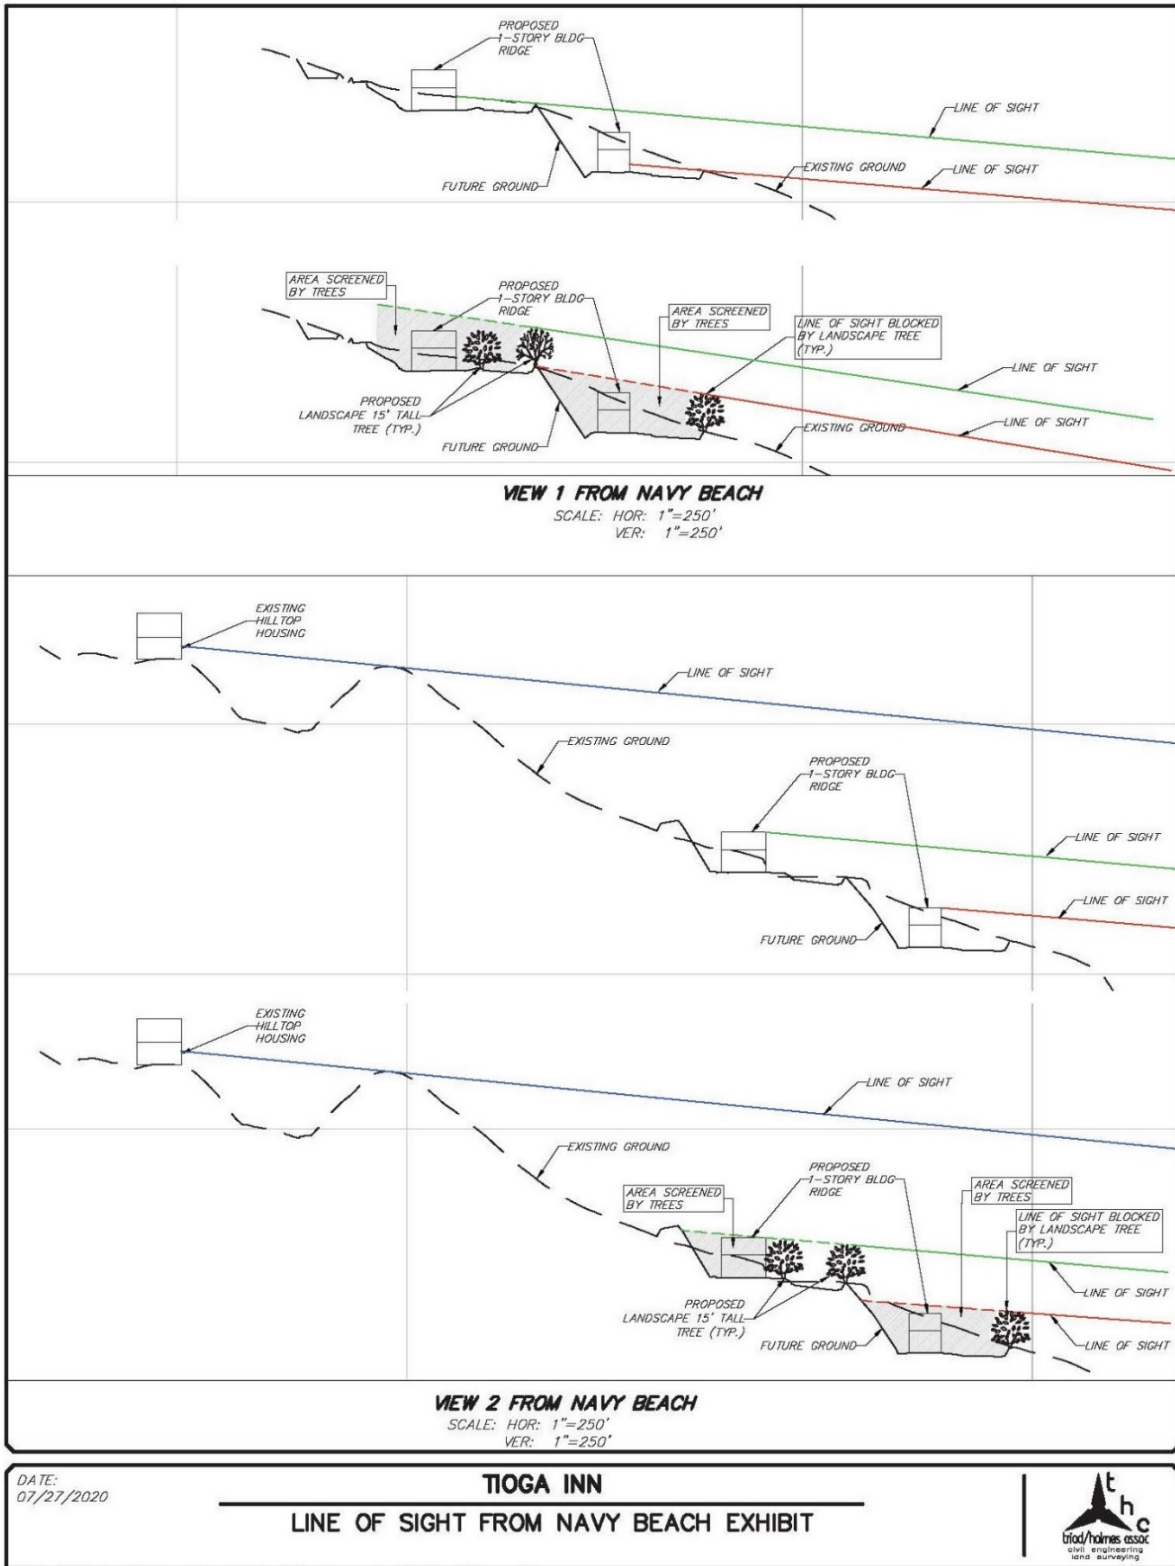 PROPOSED
1-STORY BLDG
RIDGE
LINE OF SIGHT
EXISTING GROUND
LINE OF SIGHT
FUTURE GROUND
AREA SCREENED
BY TREES
PROPOSED
1-STORY BLDG
RIDGE
AREA SCREENED
BY TREES
LINE OF SIGHT BLOCKED
BY LANDSCAPE TREE
(TYP.)
LINE OF SIGHT
PROPOSED
LANDSCAPE 15' TALL
TREE (TYP.)
FUTURE GROUND
EXISTING GROUND
LINE OF SIGHT
VIEW 1 FROM NAVY BEACH
SCALE: HOR: 1"=250'
VER: 1"=250'
EXISTING
HILLTOP
HOUSING
LINE OF SIGHT
EXISTING GROUND
PROPOSED
1-STORY BLDG
RIDGE
LINE OF SIGHT
LINE OF SIGHT
FUTURE GROUND
EXISTING
HILLTOP
HOUSING
LINE OF SIGHT
EXISTING GROUND
PROPOSED
1-STORY BLDG
RIDGE
AREA SCREENED
BY TREES
AREA SCREENED
BY TREES
LINE OF SIGHT BLOCKED
BY LANDSCAPE TREE
(TYP.)
LINE OF SIGHT
PROPOSED
LANDSCAPE 15' TALL
TREE (TYP.)
FUTURE GROUND
LINE OF SIGHT
VIEW 2 FROM NAVY BEACH
SCALE: HOR: 1"=250'
VER: 1"=250'
DATE:
07/27/2020
TIOGA INN
LINE OF SIGHT FROM NAVY BEACH EXHIBIT
t
h
a
triad/holmes assoc
civil engineering
land surveying